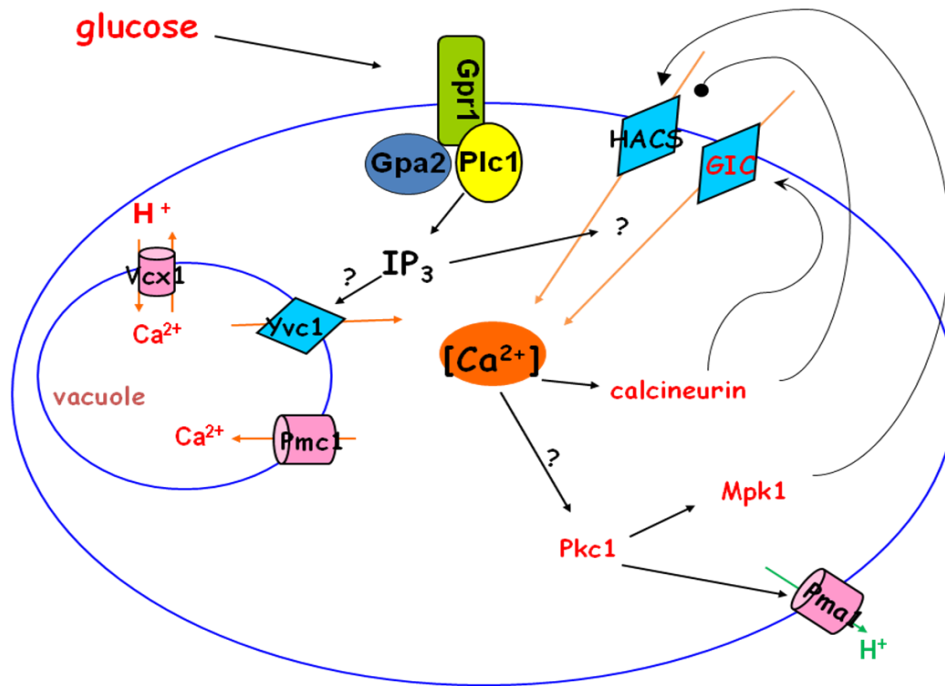 glucose
Gpr1
HACS
GIC
Gpa2
Plc1
H+
?
IP3
?
Vcx1
Ca2+
Yvc1
[Ca2+]
calcineurin
vacuole
Ca2+
Pmc1
?
Mpk1
Pkc1
Pma1
H+